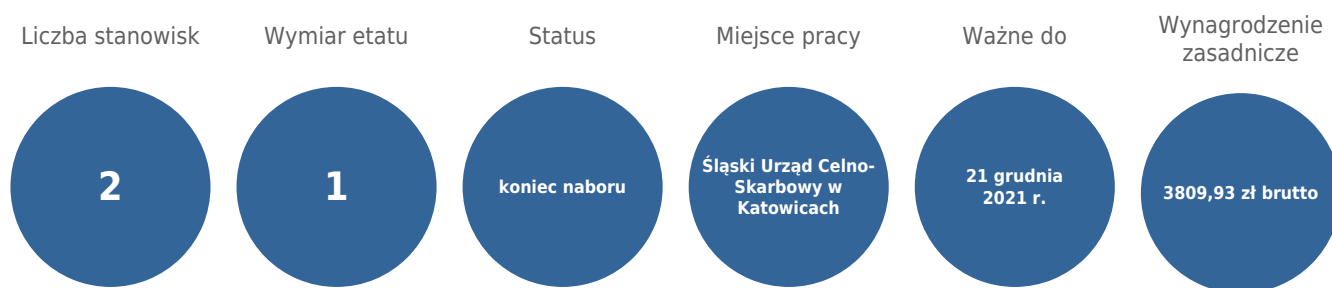 Liczba stanowisk
2
Wymiar etatu
1
Status
koniec naboru
Miejsce pracy
Śląski Urząd Celno-
Skarbowy w
Katowicach
Ważne do
21 grudnia
2021 r.
Wynagrodzenie
zasadnicze
3809,93 zł brutto